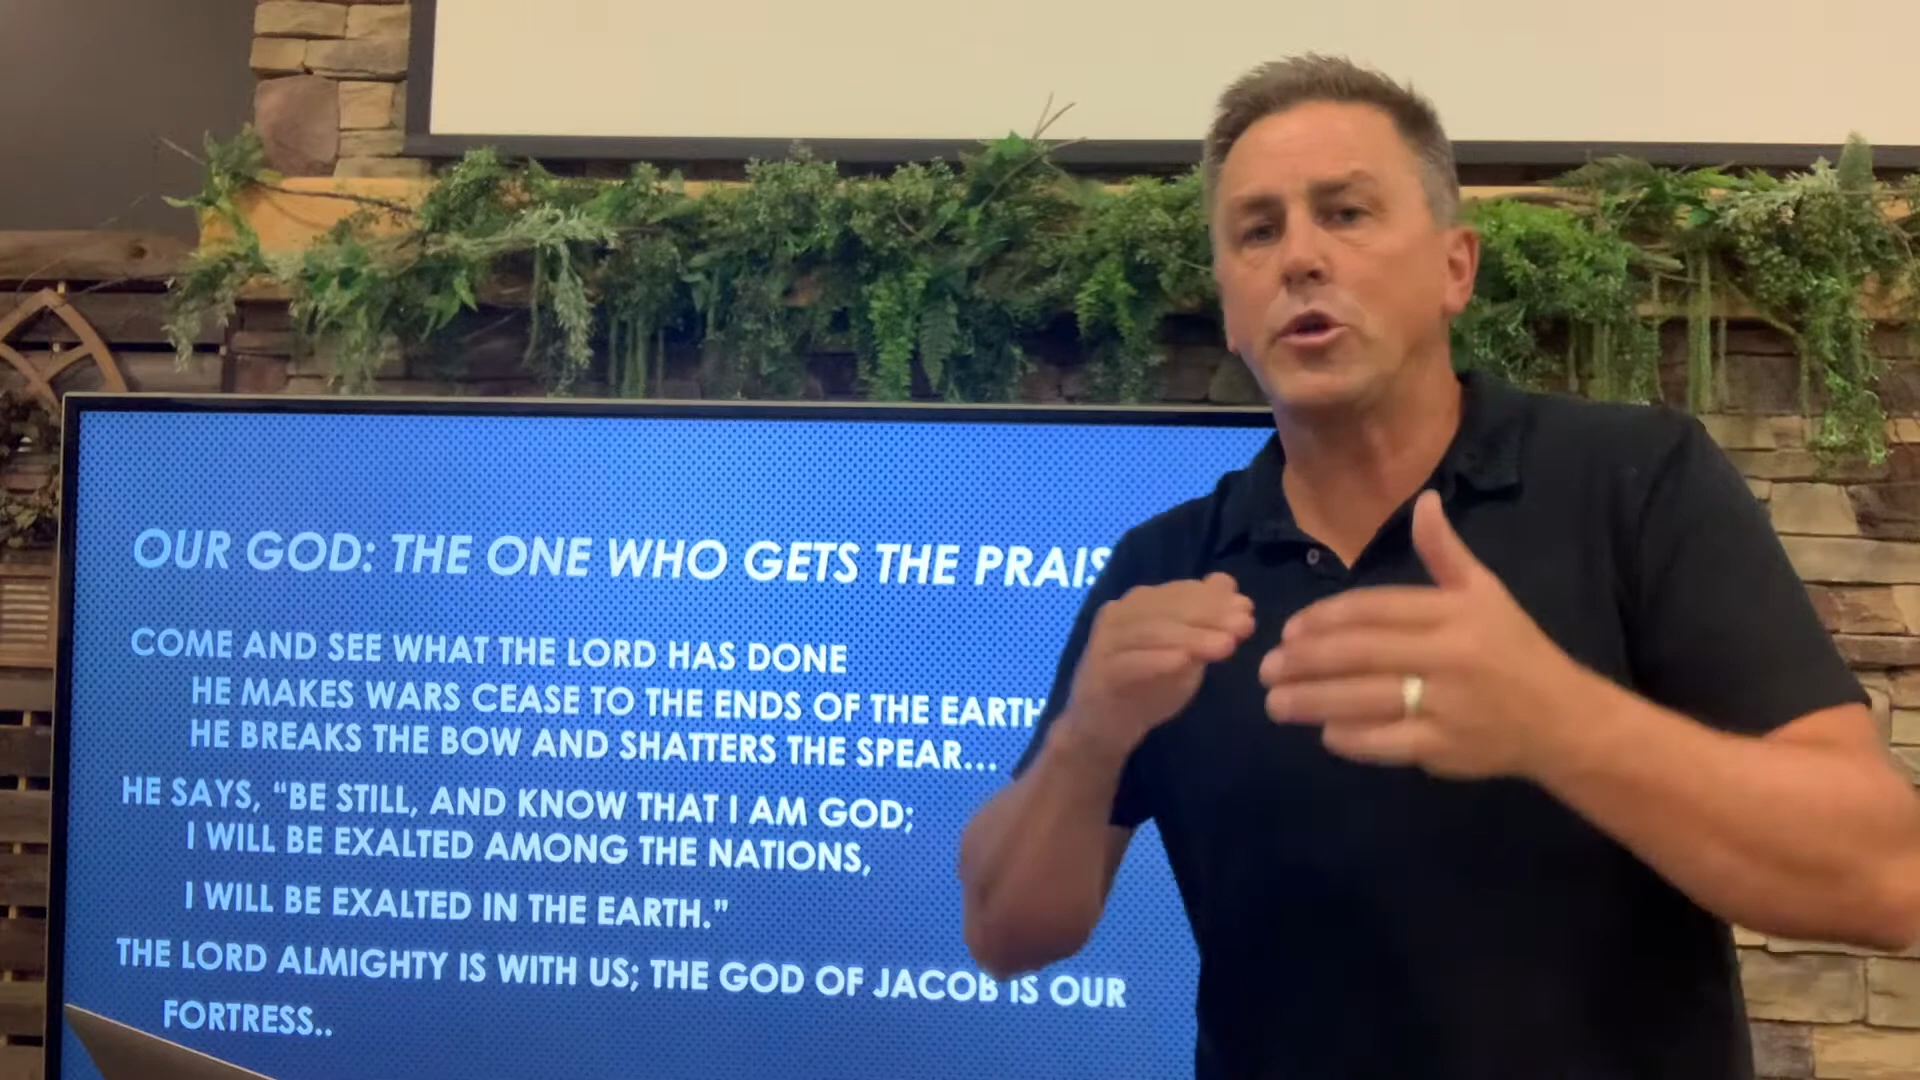 OUR GOD: THE ONE WHO GETS THE PRAIS
COME AND SEE WHAT THE LORD HAS DONE
HE MAKES WARS CEASE TO THE ENDS OF THE EARTH
HE BREAKS THE BOW AND SHATTERS THE SPEAR...
HE SAYS, "BE STILL, AND KNOW THAT I AM GOD;
I WILL BE EXALTED AMONG THE NATIONS,
I WILL BE EXALTED IN THE EARTH."
THE LORD ALMIGHTY IS WITH US; THE GOD OF JACOB IS OUR
FORTRESS..